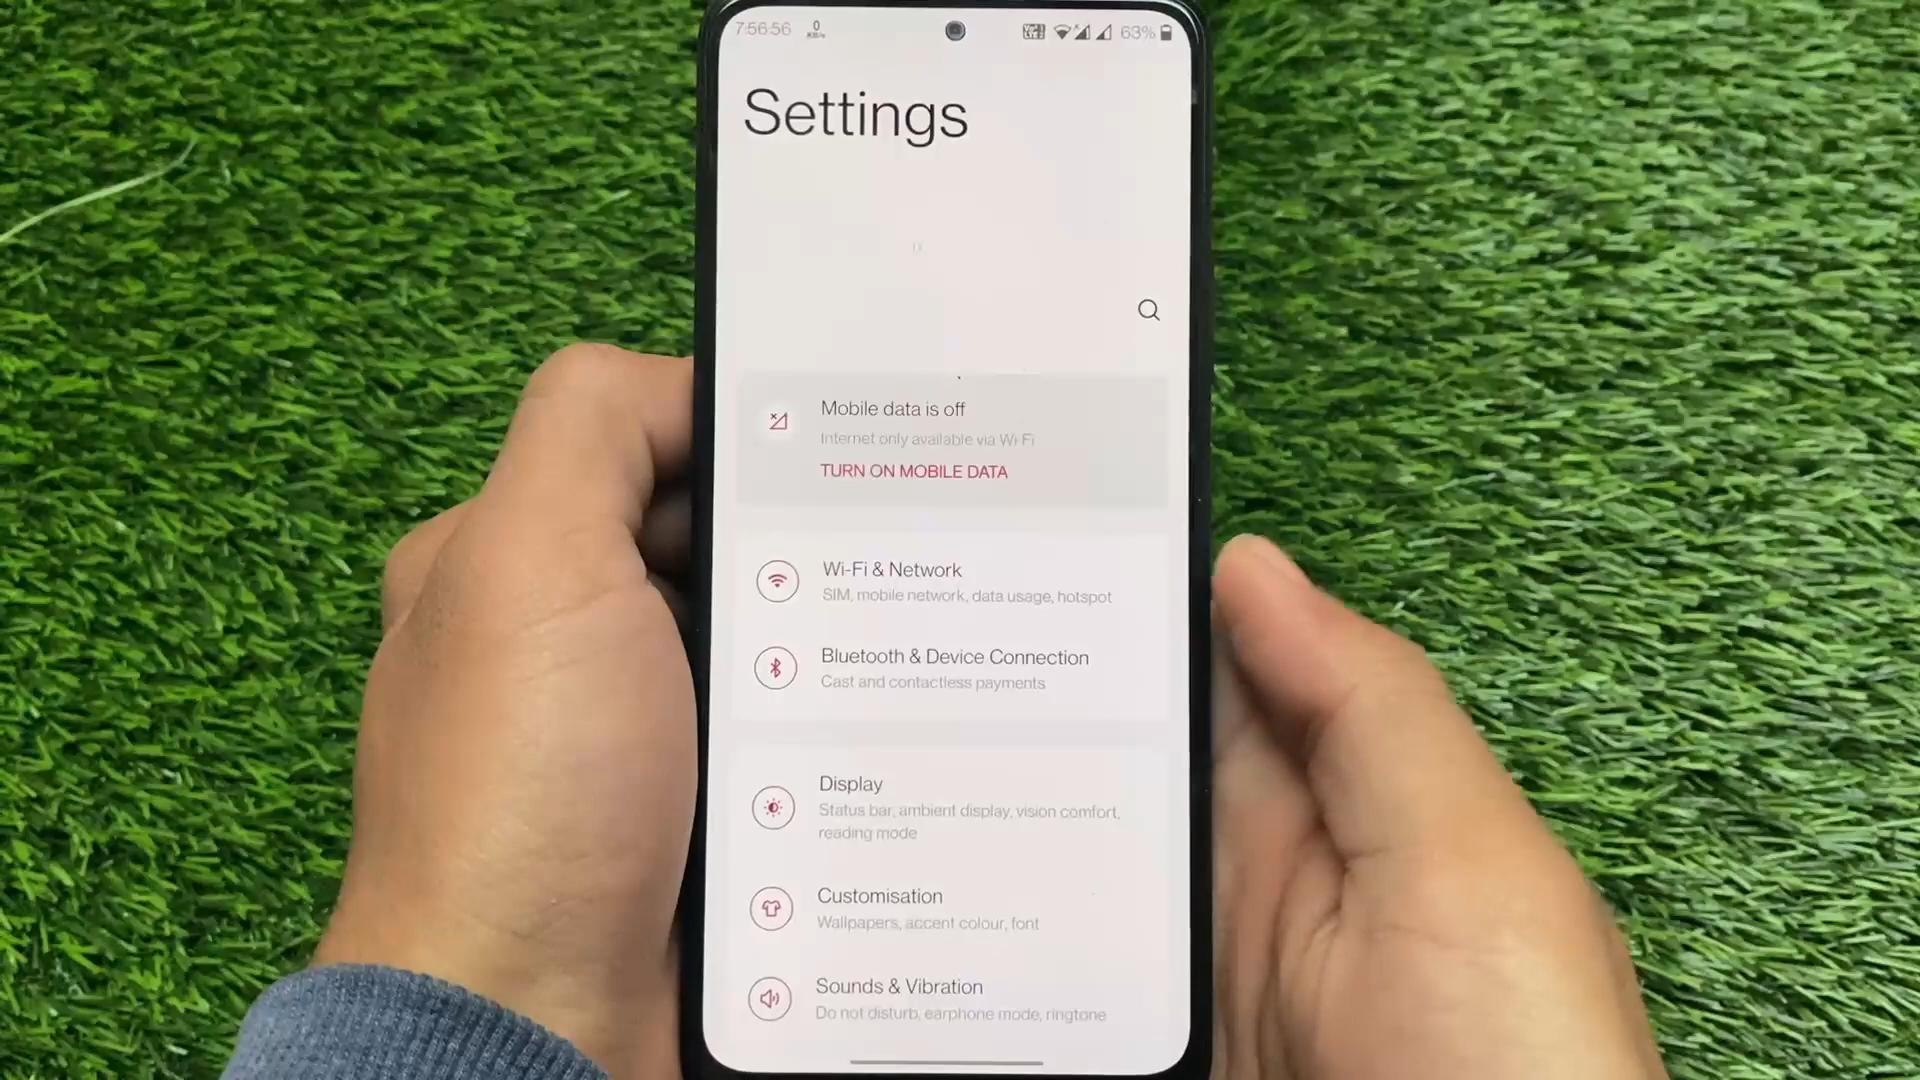 7:56:56 0 KB/s 63%
Settings
Mobile data is off
Internet only available via Wi-Fi
TURN ON MOBILE DATA
Wi-Fi & Network
SIM, mobile network, data usage, hotspot
Bluetooth & Device Connection
Cast and contactless payments
Display
Status bar, ambient display, vision comfort,
reading mode
Customisation
Wallpapers, accent colour, font
Sounds & Vibration
Do not disturb, earphone mode, ringtone